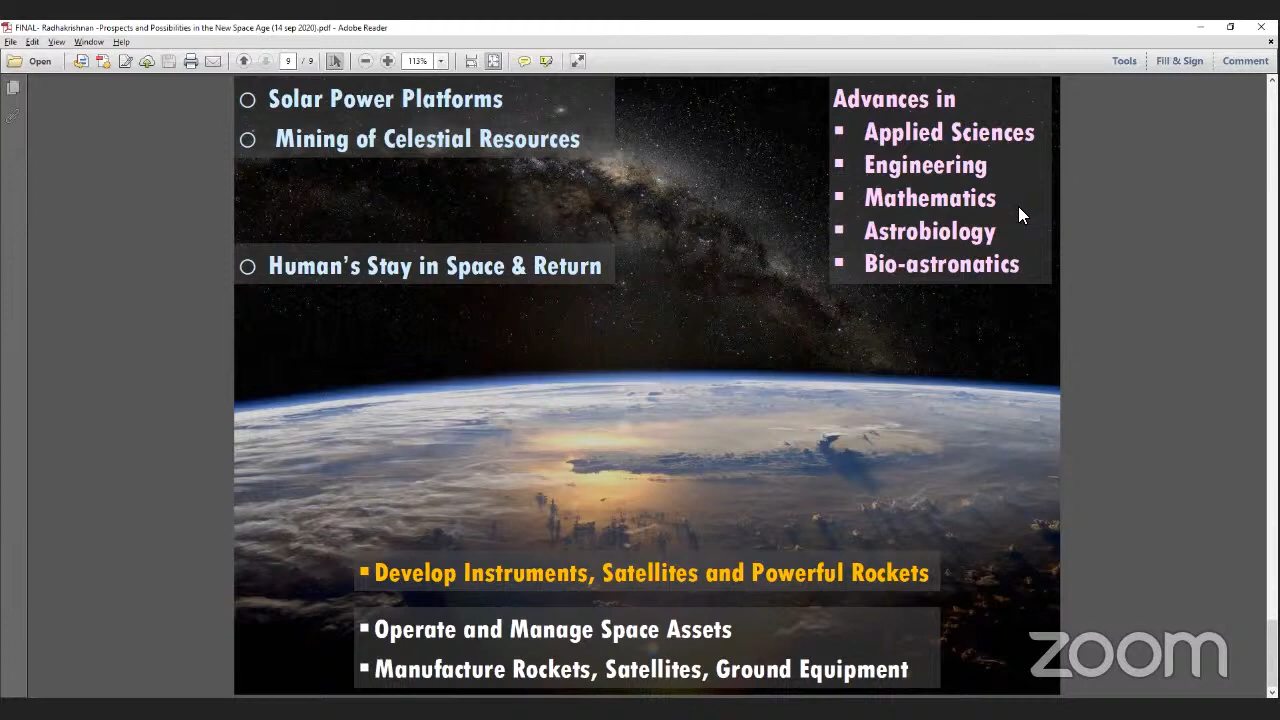 FINAL- Radhakrishnan -Prospects and Possibilities in the New Space Age (14 sep 2020).pdf - Adobe Reader
File Edit View Window Help
Open 9 / 9 113% Tools Fill & Sign Comment
Solar Power Platforms
Mining of Celestial Resources
Human's Stay in Space & Return
Advances in
Applied Sciences
Engineering
Mathematics
Astrobiology
Bio-astronatics
Develop Instruments, Satellites and Powerful Rockets
Operate and Manage Space Assets
Manufacture Rockets, Satellites, Ground Equipment
zoom